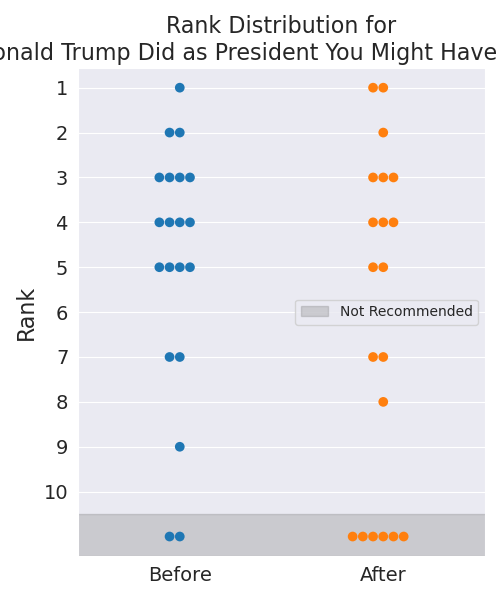 Rank Distribution for
onald Trump Did as President You Might Have
1
2
3
4
5
6
7
8
9
10
Rank
Not Recommended
Before
After